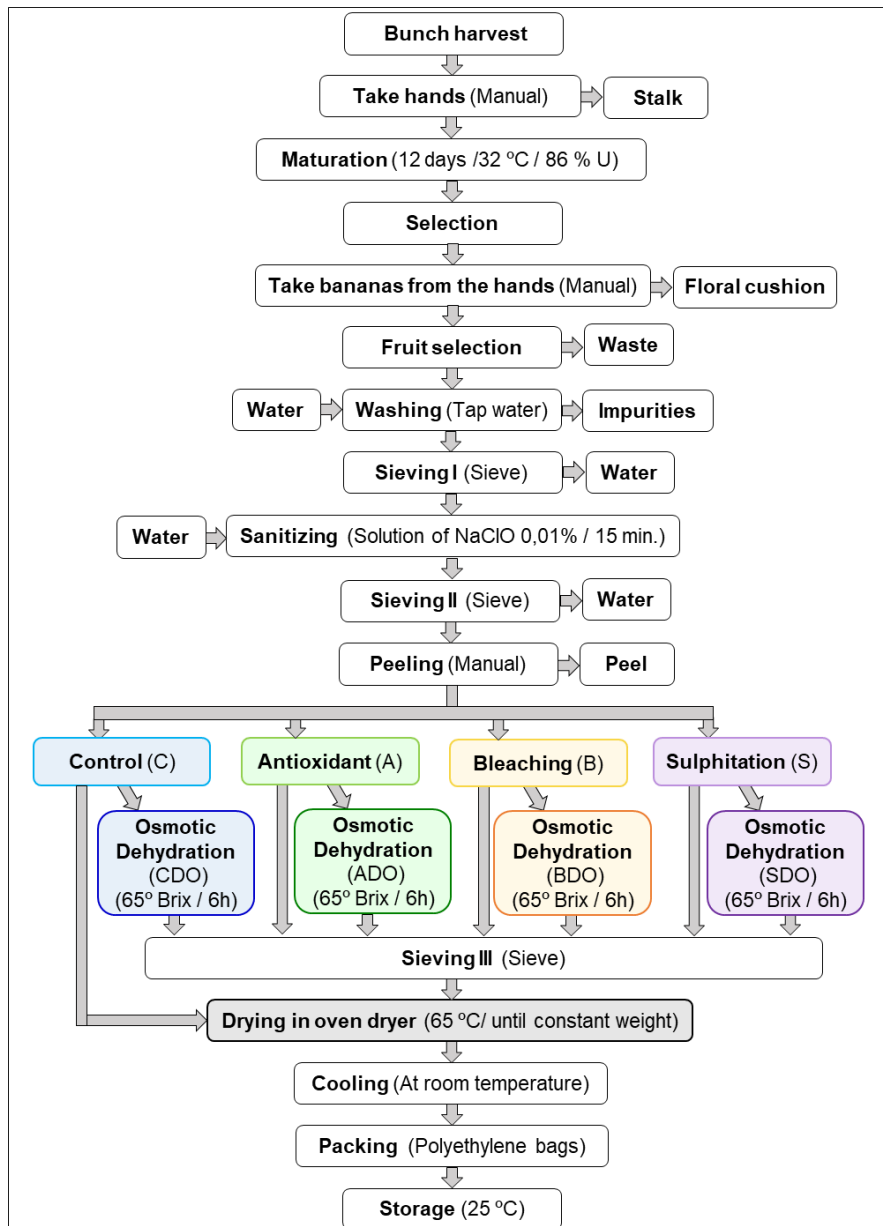 Bunch harvest
Take hands (Manual)
Stalk
Maturation (12 days /32 ºC / 86 % U)
Selection
Take bananas from the hands (Manual)
Floral cushion
Fruit selection
Waste
Water
Washing (Tap water)
Impurities
Sieving I (Sieve)
Water
Water
Sanitizing (Solution of NaClO 0,01% / 15 min.)
Sieving II (Sieve)
Water
Peeling (Manual)
Peel
Control (C)
Antioxidant (A)
Bleaching (B)
Sulphitation (S)
Osmotic
Dehydration
(CDO)
(65º Brix / 6h)
Osmotic
Dehydration
(ADO)
(65º Brix / 6h)
Osmotic
Dehydration
(BDO)
(65º Brix / 6h)
Osmotic
Dehydration
(SDO)
(65º Brix / 6h)
Sieving III (Sieve)
Drying in oven dryer (65 ºC/ until constant weight)
Cooling (At room temperature)
Packing (Polyethylene bags)
Storage (25 ºC)